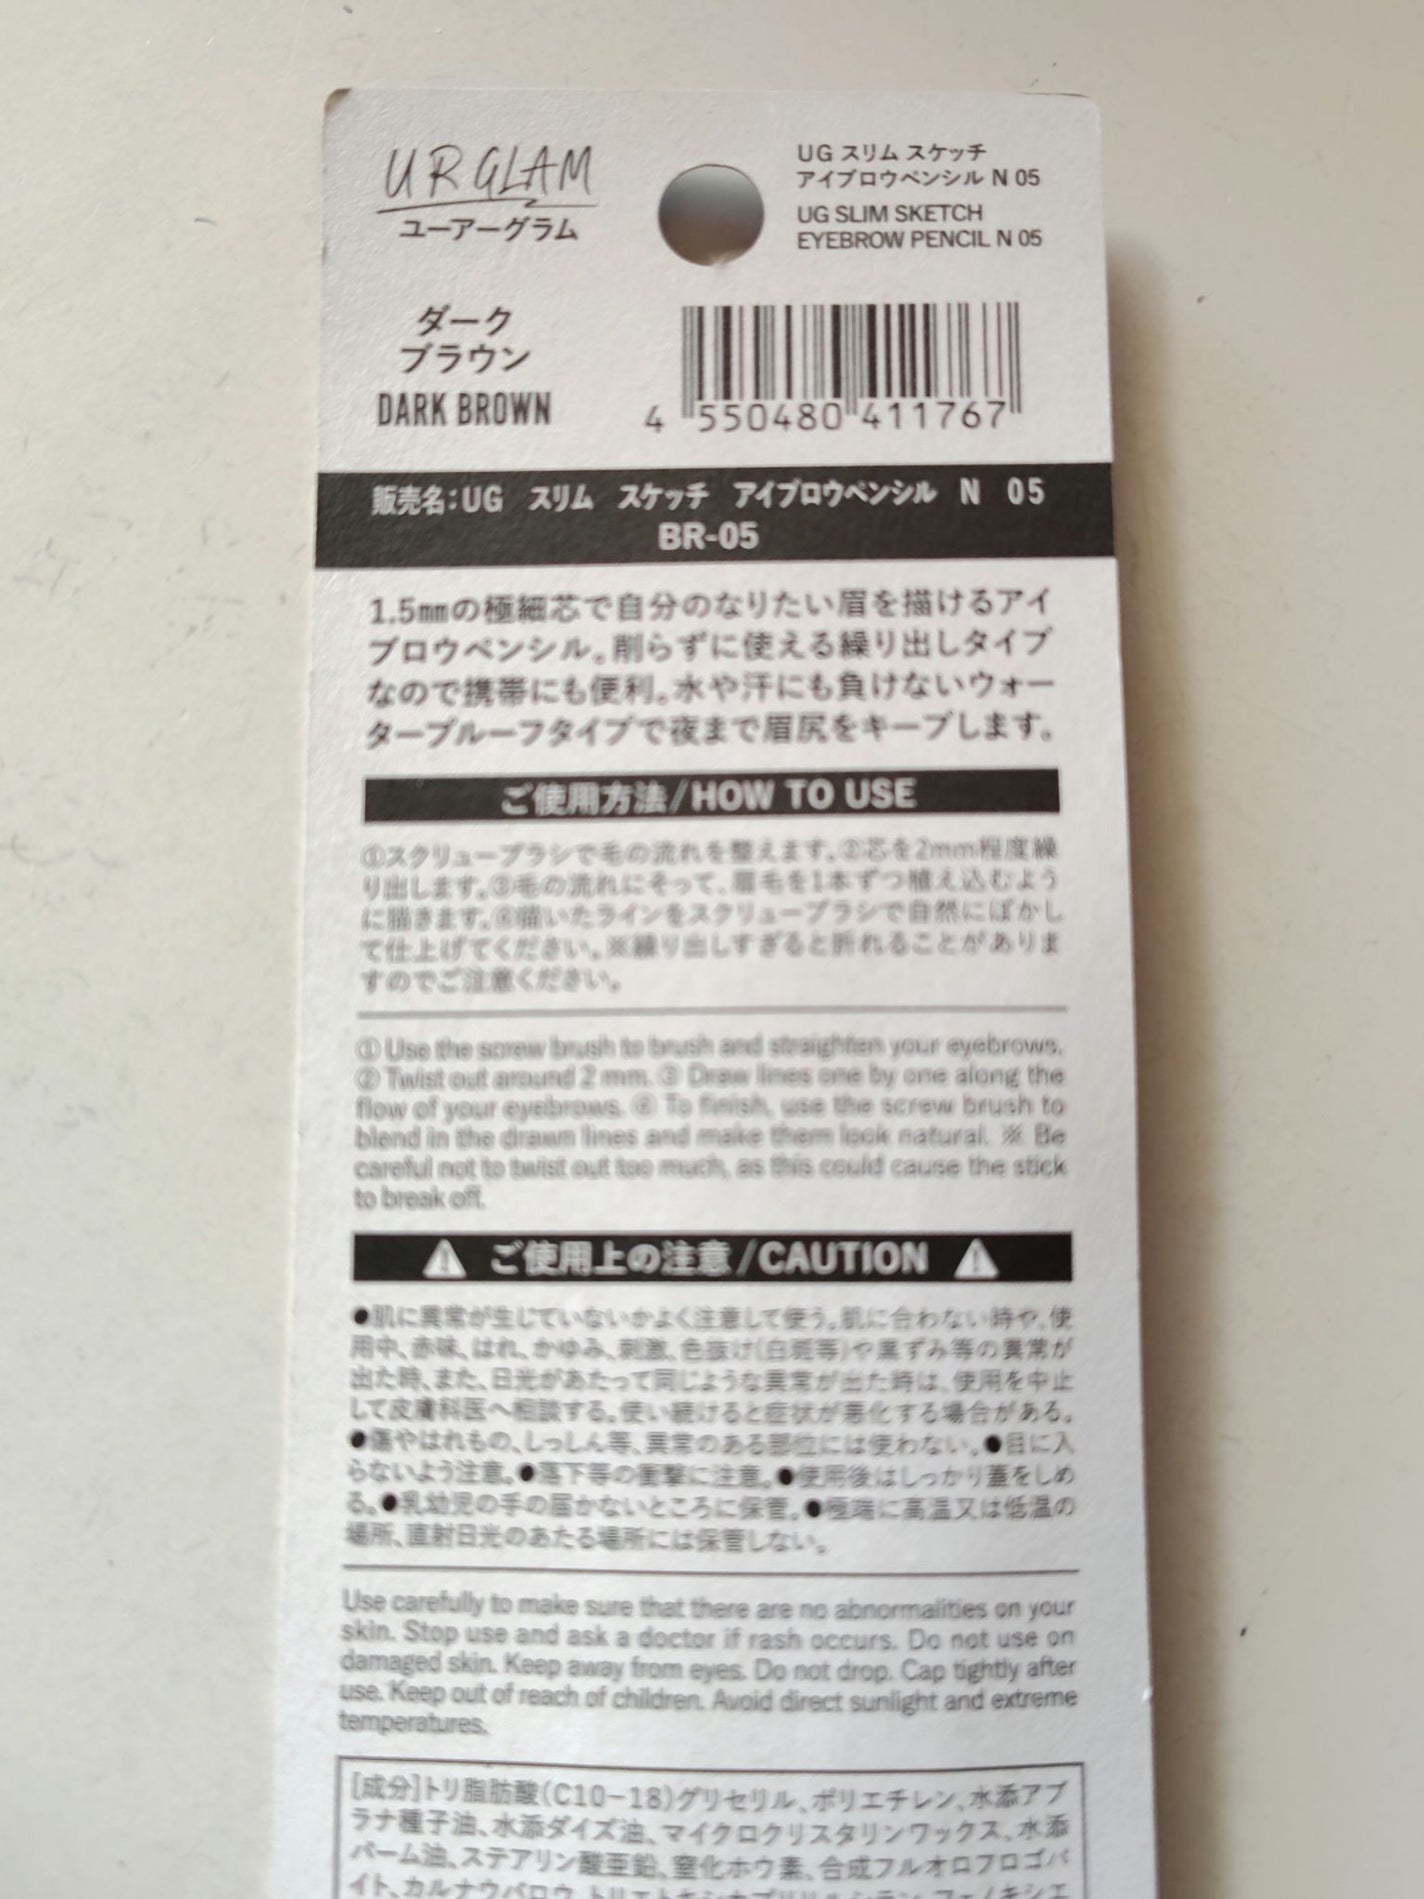 URGLAM
ユーアーグラム
UG スリム スケッチ
アイブロウペンシル N 05
UG SLIM SKETCH
EYEBROW PENCIL N 05
ダーク
ブラウン
DARK BROWN
4 550480 411767
販売名:UG スリム スケッチ アイブロウペンシル N 05
BR-05
1.5㎜の極細芯で自分のなりたい眉を描けるアイ
ブロウペンシル。削らずに使える繰り出しタイプ
なので携帯にも便利。水や汗にも負けないウォー
タープルーフタイプで夜まで眉尻をキープします。
ご使用方法/HOW TO USE
①スクリューブラシで毛の流れを整えます。②芯を2mm程度繰
り出します。③毛の流れにそって、眉毛を1本ずつ植え込むよう
に描きます。④描いたラインをスクリューブラシで自然にぼかし
て仕上げてください。※繰り出しすぎると折れることがありま
すのでご注意ください。
① Use the screw brush to brush and straighten your eyebrows.
② Twist out around 2 mm. ③ Draw lines one by one along the
flow of your eyebrows. ④ To finish, use the screw brush to
blend in the drawn lines and make them look natural. ※ Be
careful not to twist out too much, as this could cause the stick
to break off.
⚠ ご使用上の注意/CAUTION ⚠
●肌に異常が生じていないかよく注意して使う。肌に合わない時や、使
用中、赤味、はれ、かゆみ、刺激、色抜け(白斑等)や黒ずみ等の異常が
出た時、また、日光があたって同じような異常が出た時は、使用を中止
して皮膚科医へ相談する。使い続けると症状が悪化する場合がある。
●傷やはれもの、しっしん等、異常のある部位には使わない。●目に入
らないよう注意。●落下等の衝撃に注意。●使用後はしっかり蓋をしめ
る。●乳幼児の手の届かないところに保管。●極端に高温又は低温の
場所、直射日光のあたる場所には保管しない。
Use carefully to make sure that there are no abnormalities on your
skin. Stop use and ask a doctor if rash occurs. Do not use on
damaged skin. Keep away from eyes. Do not drop. Cap tightly after
use. Keep out of reach of children. Avoid direct sunlight and extreme
temperatures.
[成分]トリ脂肪酸(C10-18)グリセリル、ポリエチレン、水添アブ
ラナ種子油、水添ダイズ油、マイクロクリスタリンワックス、水添
パーム油、ステアリン酸亜鉛、窒化ホウ素、合成フルオロフロゴパ
イト、カルナウバロウ、トリエトキシカプリリルシラン、フェノキシエ